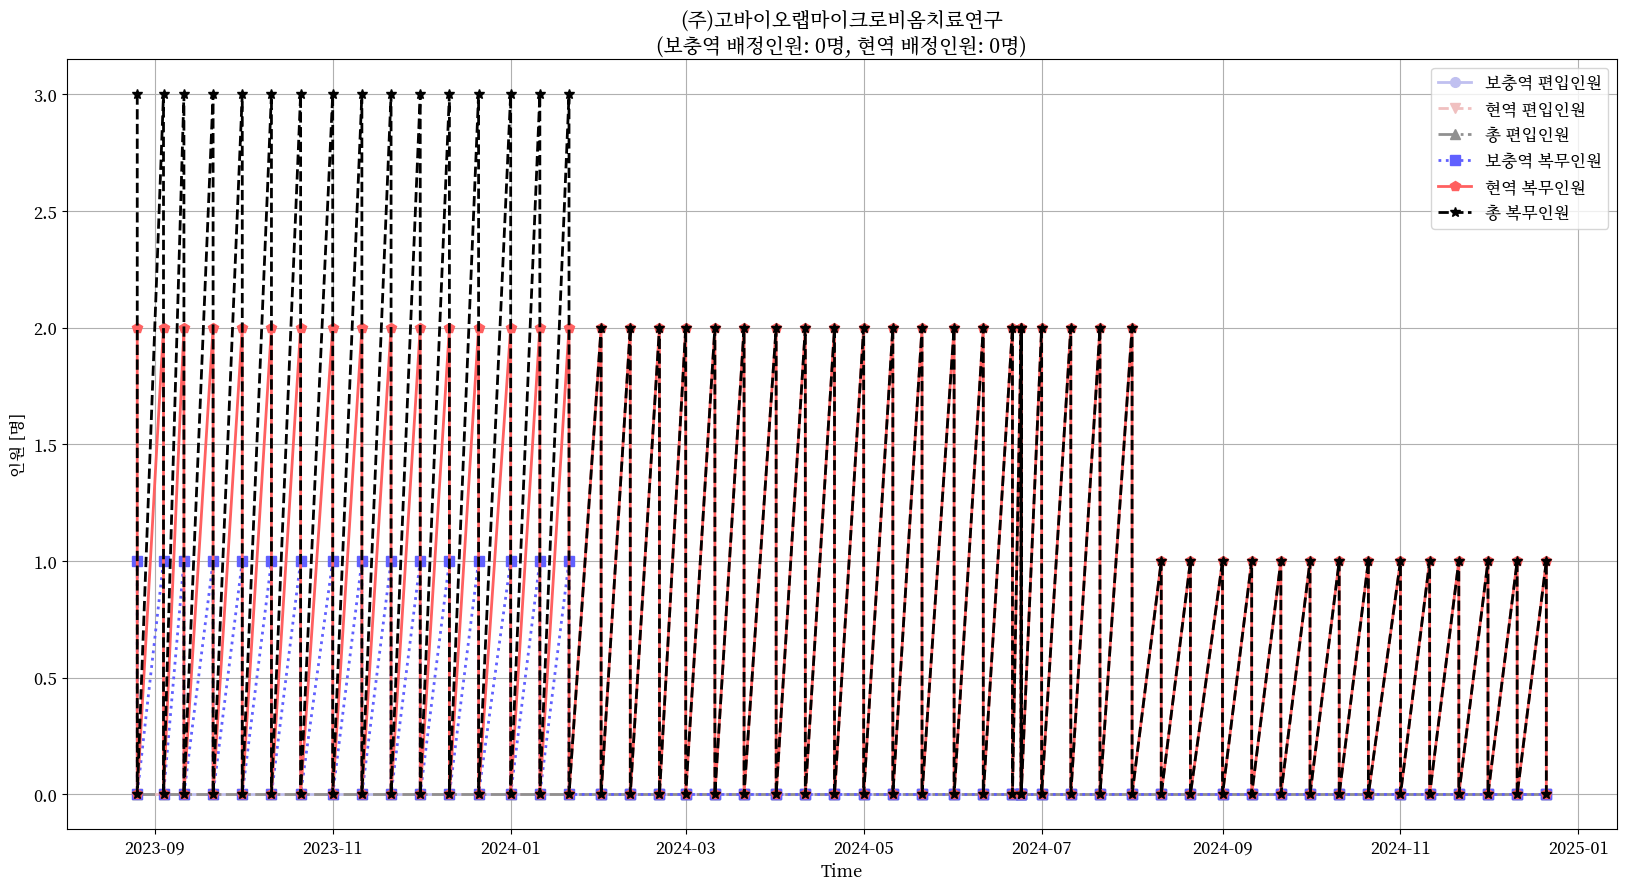 (주)고바이오랩마이크로비옴치료연구
(보충역 배정인원: 0명, 현역 배정인원: 0명)
보충역 편입인원
현역 편입인원
총 편입인원
보충역 복무인원
현역 복무인원
총 복무인원
인원 [명]
3.0
2.5
2.0
1.5
1.0
0.5
0.0
2023-09
2023-11
2024-01
2024-03
2024-05
2024-07
2024-09
2024-11
2025-01
Time